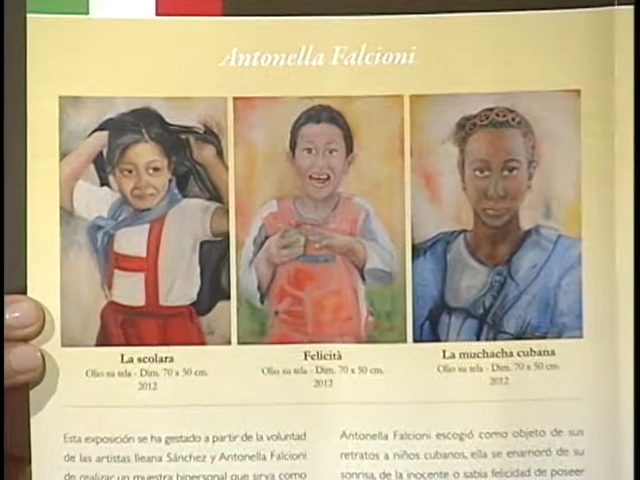 Antonella Falcioni
La scolara
Olio su tela - Dim. 70 x 50 cm.
2012
Felicità
Olio su tela - Dim. 70 x 50 cm.
2012
La muchacha cubana
Olio su tela - Dim. 70 x 50 cm.
2012
Esta exposición se ha gestado a partir de la voluntad
de las artistas Ileana Sánchez y Antonella Falcioni
de realizar un muestra bipersonal que sirva como
Antonella Falcioni escogió como objeto de sus
retratos a niños cubanos, ella se enamoró de su
sonrisa, de la inocente o sabia felicidad de poseer